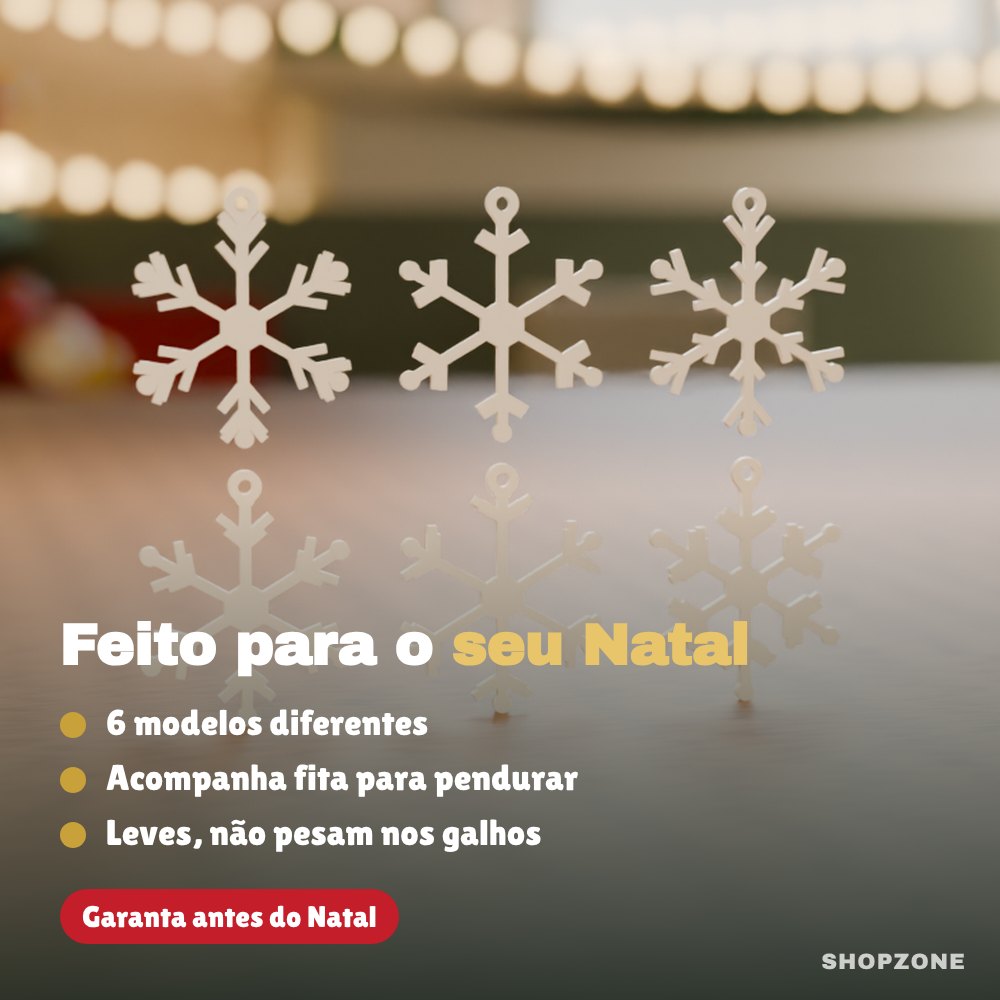 Feito para o seu Natal
6 modelos diferentes
Acompanha fita para pendurar
Leves, não pesam nos galhos
Garanta antes do Natal
SHOPZONE